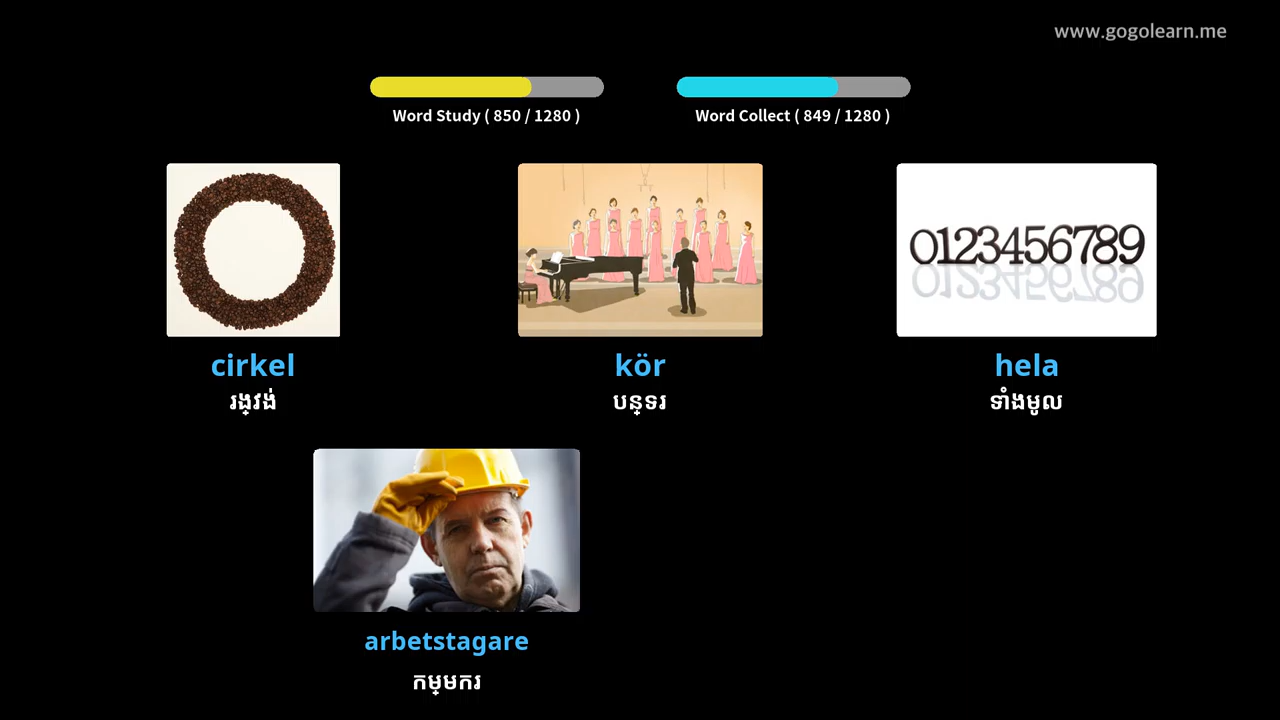 www.gogolearn.me
Word Study ( 850 / 1280 )
Word Collect ( 849 / 1280 )
0123456789
cirkel
kör
hela
រង្វង់
បន្ទរ
ទាំងមូល
arbetstagare
កម្មករ